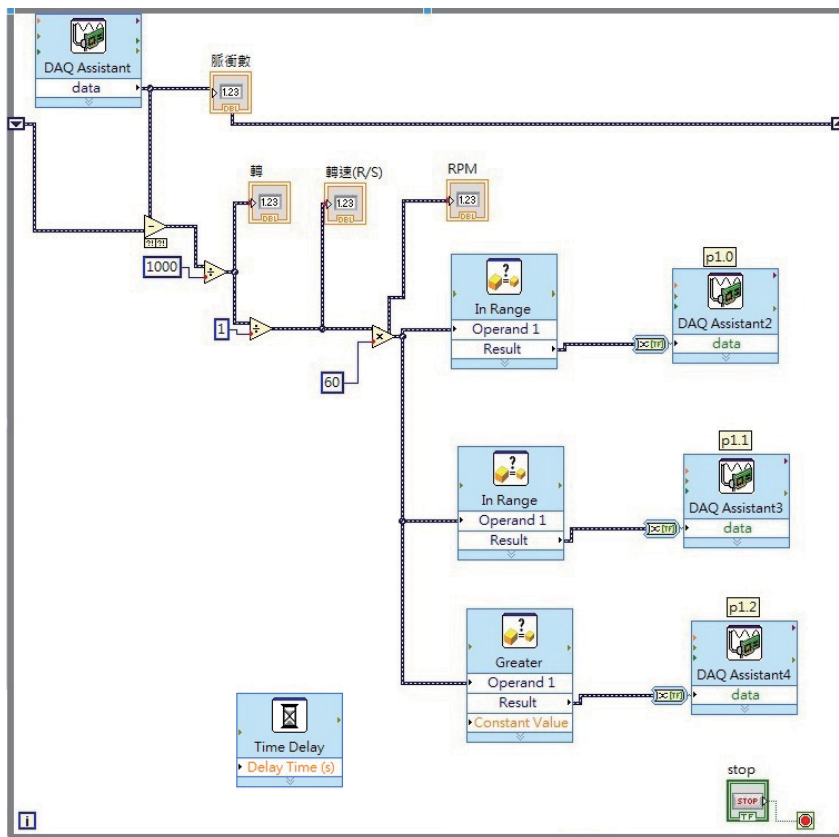 DAQ Assistant
data
脈衝數
1.23
DBL
轉
1.23
DBL
轉速(R/S)
1.23
DBL
RPM
1.23
DBL
-
?! ?!
1000
÷
1
÷
60
×
?
In Range
Operand 1
Result
[TF]
p1.0
DAQ Assistant2
data
?
In Range
Operand 1
Result
[TF]
p1.1
DAQ Assistant3
data
?
Greater
Operand 1
Result
Constant Value
[TF]
p1.2
DAQ Assistant4
data
Time Delay
Delay Time (s)
stop
STOP
TF
i